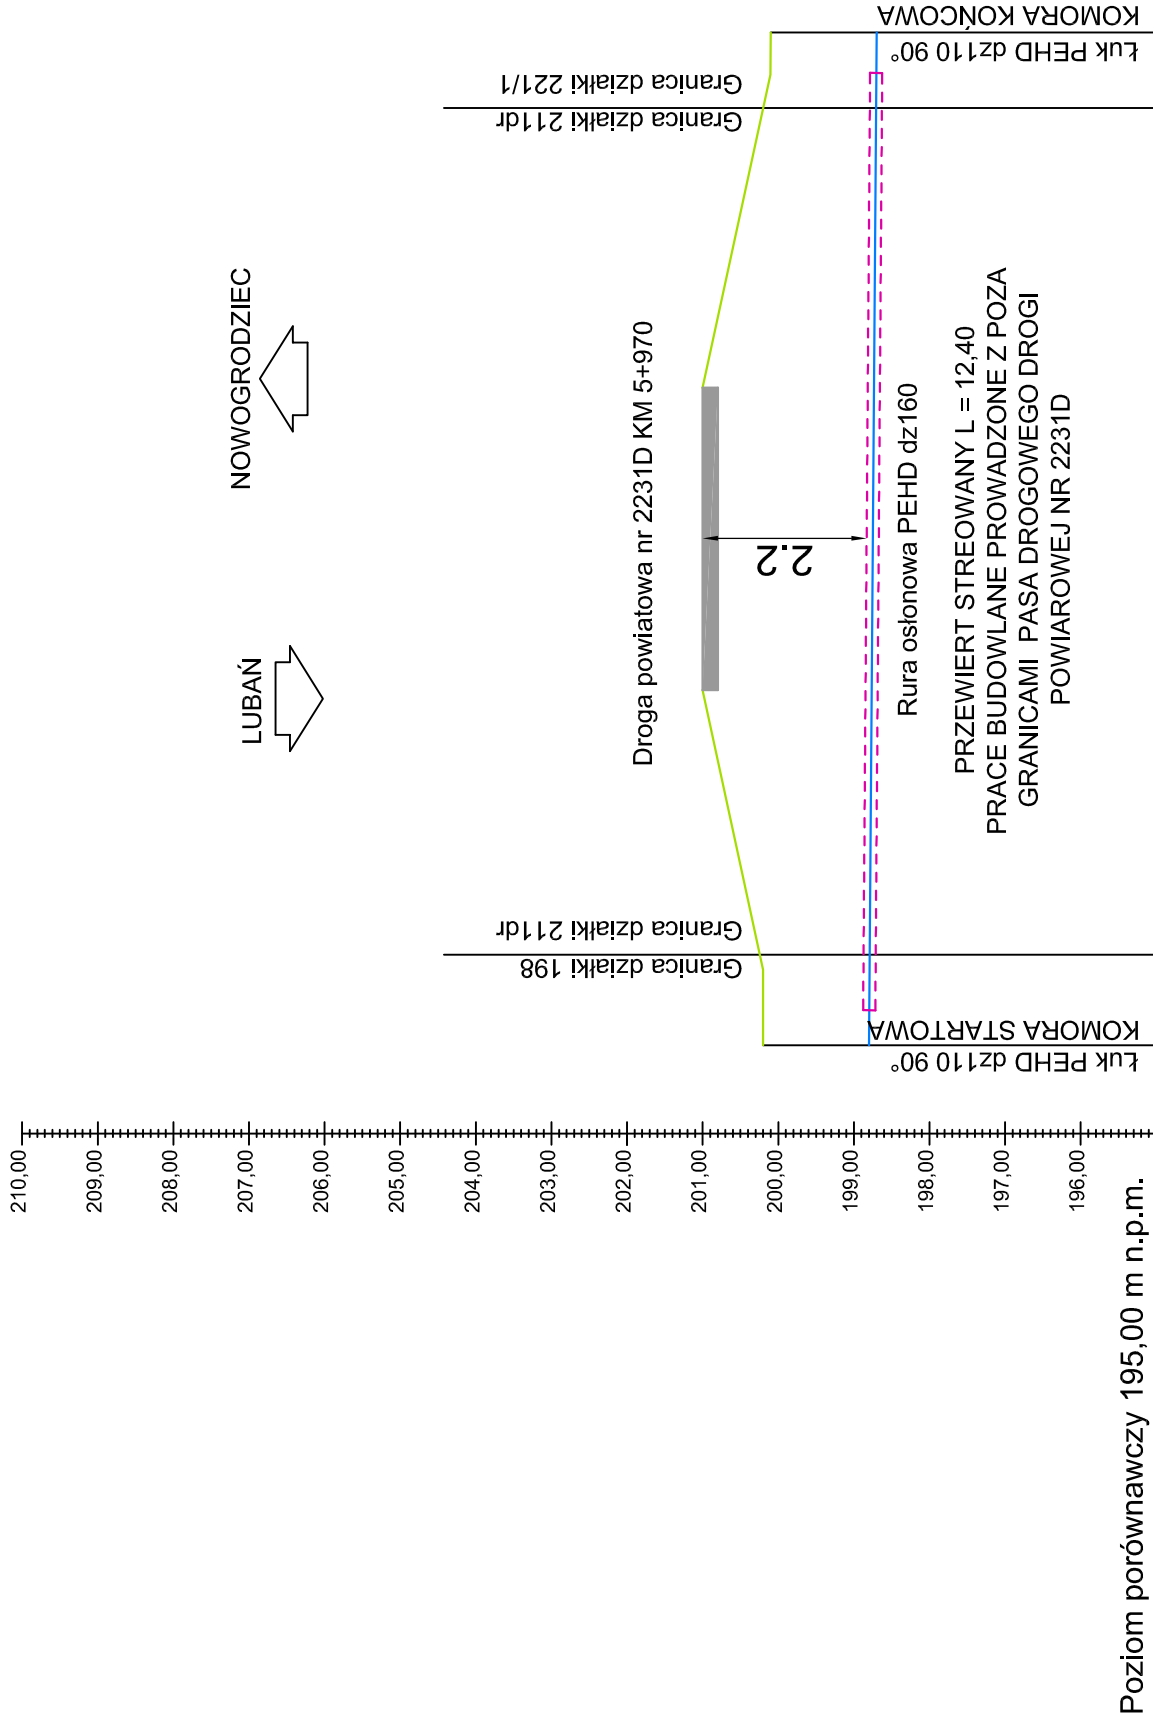 NOWOGRODZIEC
LUBAŃ
210,00
209,00
208,00
207,00
206,00
205,00
204,00
203,00
202,00
201,00
200,00
199,00
198,00
197,00
196,00
Poziom porównawczy 195,00 m n.p.m.
Łuk PEHD dz110 90°
KOMORA STARTOWA
Granica działki 198
Granica działki 211dr
Droga powiatowa nr 2231D KM 5+970
2.2
Rura osłonowa PEHD dz160
PRZEWIERT STREOWANY L = 12,40
PRACE BUDOWLANE PROWADZONE Z POZA
GRANICAMI PASA DROGOWEGO DROGI
POWIAROWEJ NR 2231D
Granica działki 211dr
Granica działki 221/1
Łuk PEHD dz110 90°
KOMORA KOŃCOWA